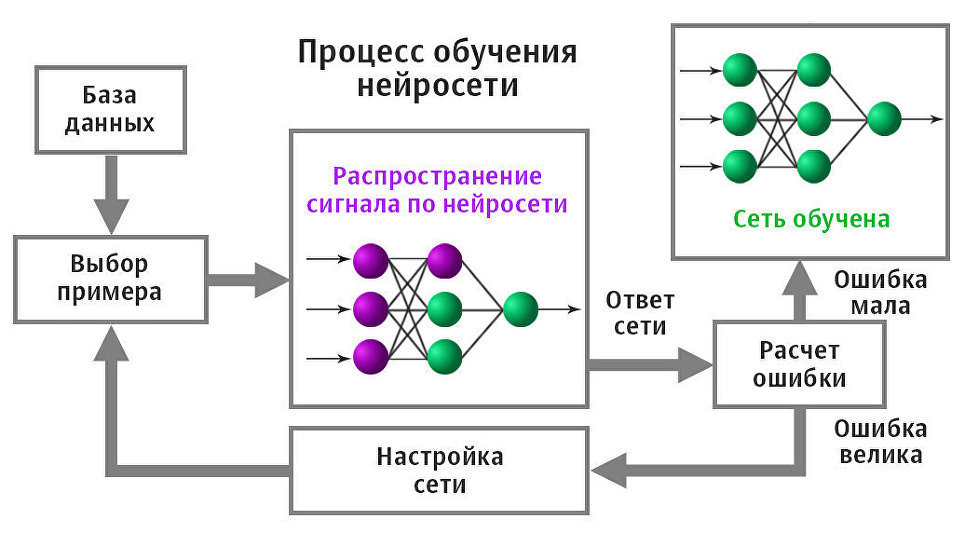 Процесс обучения
нейросети
База
данных
Выбор
примера
Распространение
сигнала по нейросети
Ответ
сети
Расчет
ошибки
Ошибка
мала
Сеть обучена
Ошибка
велика
Настройка
сети